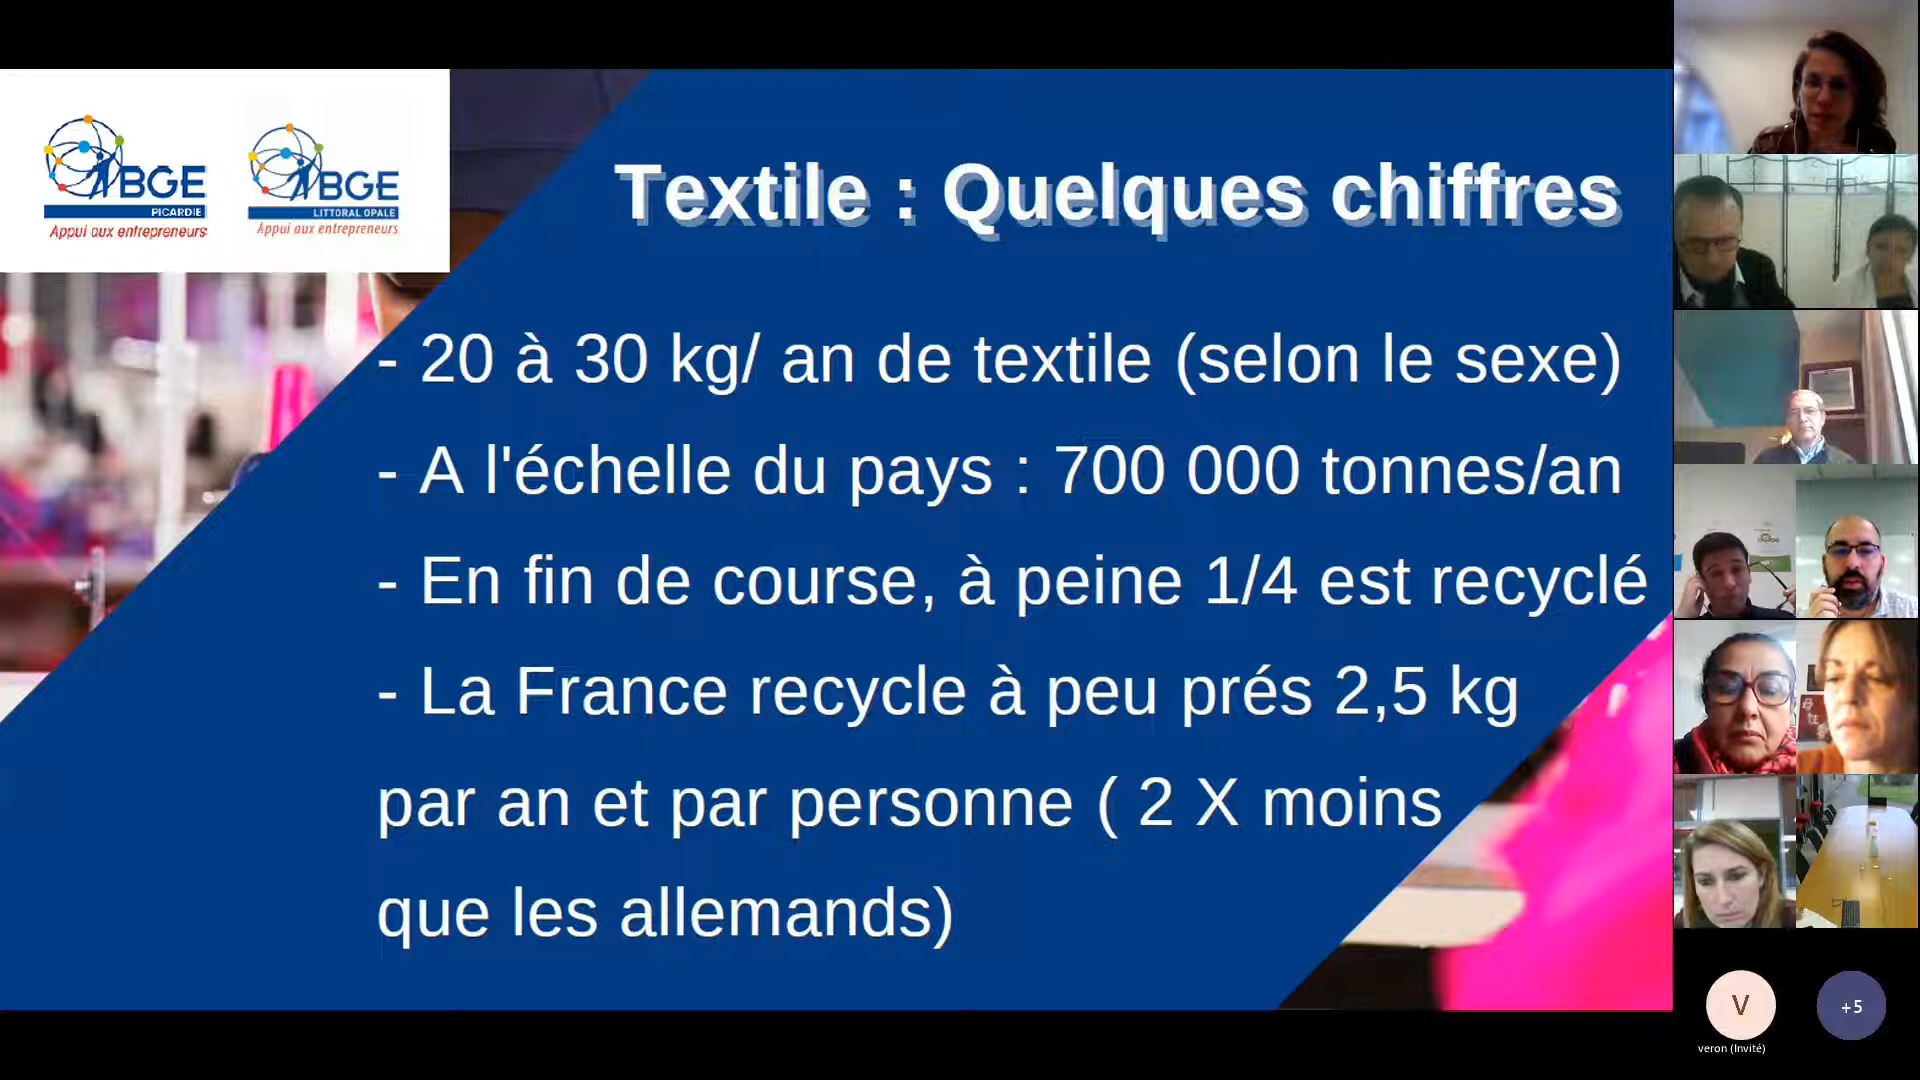 BGE
PICARDIE
Appui aux entrepreneurs
BGE
LITTORAL OPALE
Appui aux entrepreneurs
Textile : Quelques chiffres
- 20 à 30 kg/ an de textile (selon le sexe)
- A l'échelle du pays : 700 000 tonnes/an
- En fin de course, à peine 1/4 est recyclé
- La France recycle à peu prés 2,5 kg
par an et par personne ( 2 X moins
que les allemands)
V
+5
veron (Invité)